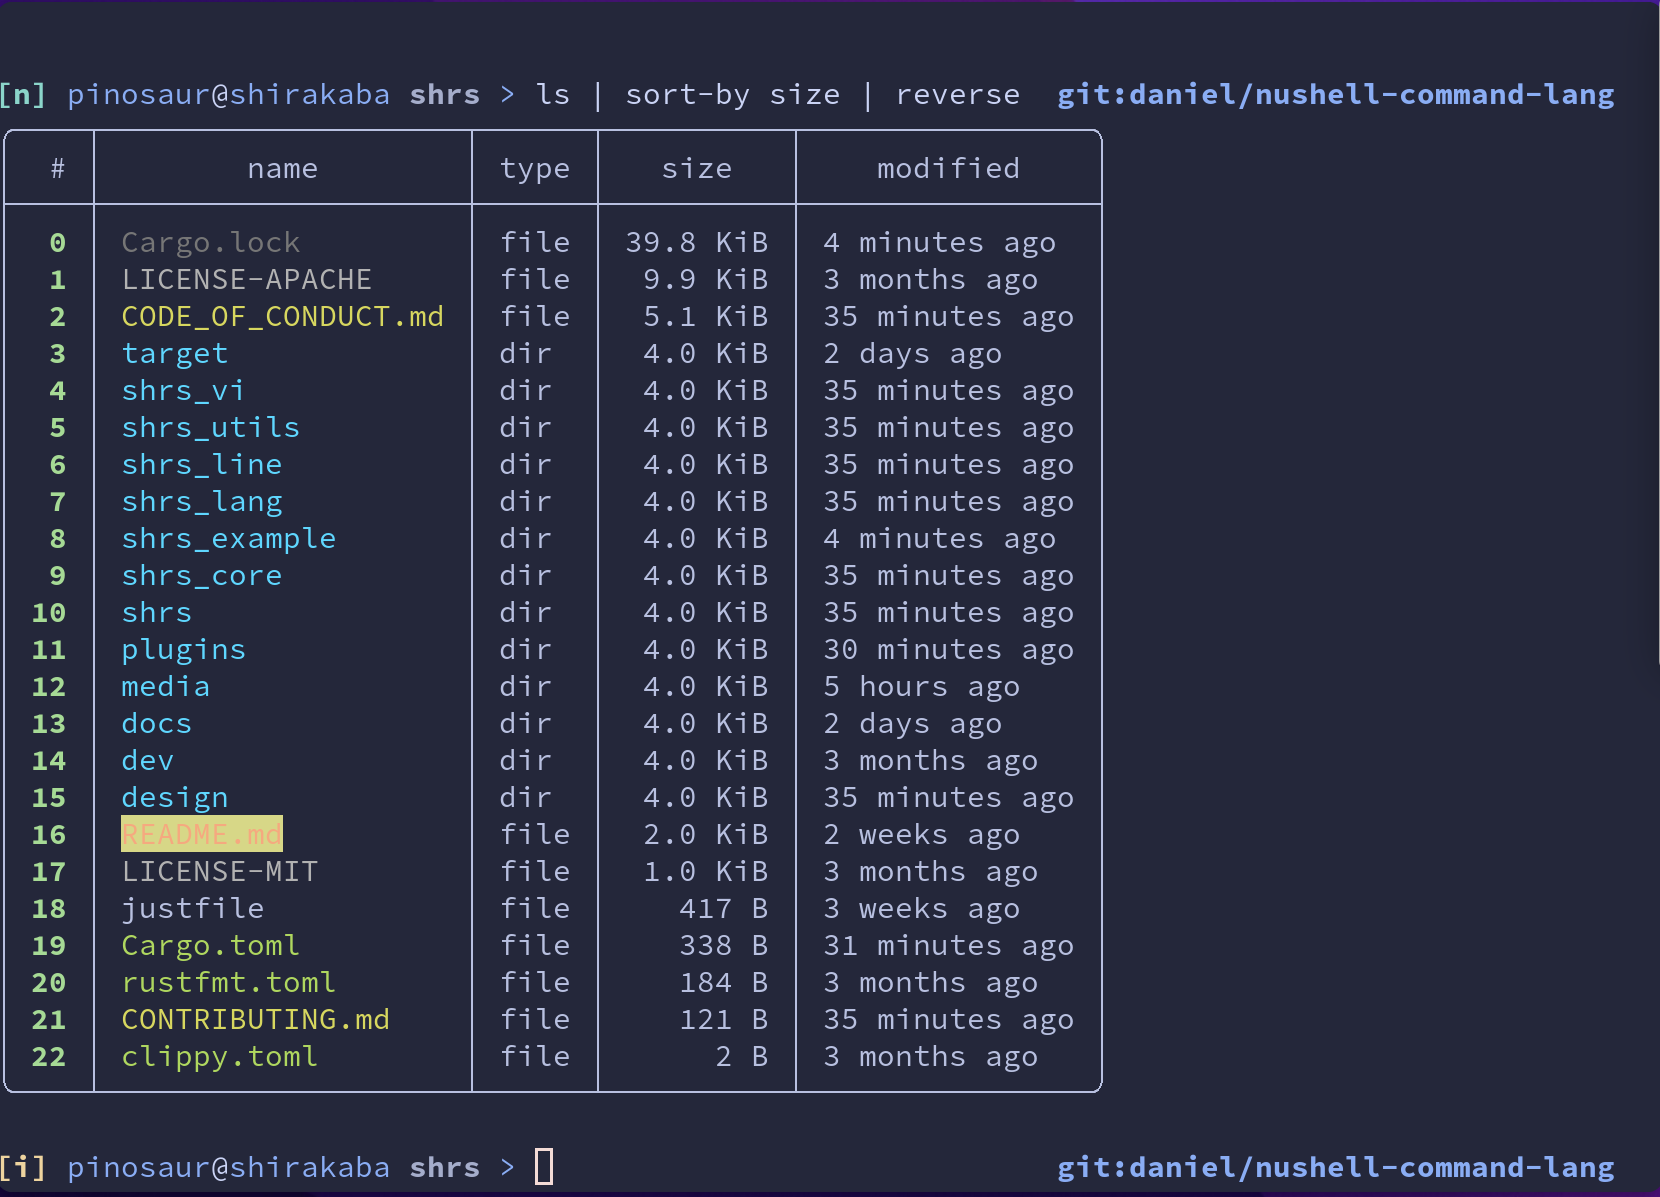 [n] pinosaur@shirakaba shrs > ls | sort-by size | reverse git:daniel/nushell-command-lang
# name type size modified
0 Cargo.lock file 39.8 KiB 4 minutes ago
1 LICENSE-APACHE file 9.9 KiB 3 months ago
2 CODE_OF_CONDUCT.md file 5.1 KiB 35 minutes ago
3 target dir 4.0 KiB 2 days ago
4 shrs_vi dir 4.0 KiB 35 minutes ago
5 shrs_utils dir 4.0 KiB 35 minutes ago
6 shrs_line dir 4.0 KiB 35 minutes ago
7 shrs_lang dir 4.0 KiB 35 minutes ago
8 shrs_example dir 4.0 KiB 4 minutes ago
9 shrs_core dir 4.0 KiB 35 minutes ago
10 shrs dir 4.0 KiB 35 minutes ago
11 plugins dir 4.0 KiB 30 minutes ago
12 media dir 4.0 KiB 5 hours ago
13 docs dir 4.0 KiB 2 days ago
14 dev dir 4.0 KiB 3 months ago
15 design dir 4.0 KiB 35 minutes ago
16 README.md file 2.0 KiB 2 weeks ago
17 LICENSE-MIT file 1.0 KiB 3 months ago
18 justfile file 417 B 3 weeks ago
19 Cargo.toml file 338 B 31 minutes ago
20 rustfmt.toml file 184 B 3 months ago
21 CONTRIBUTING.md file 121 B 35 minutes ago
22 clippy.toml file 2 B 3 months ago
[i] pinosaur@shirakaba shrs > git:daniel/nushell-command-lang